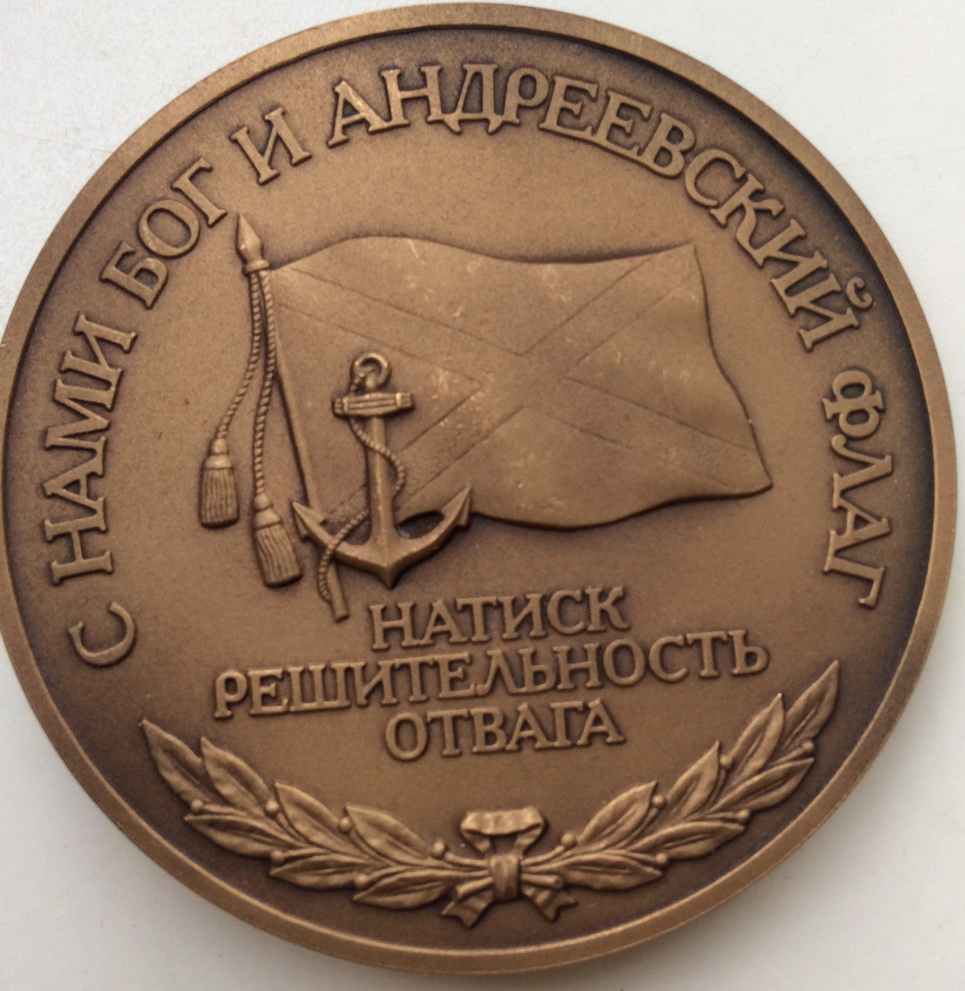 С НАМИ БОГ И АНДРЕЕВСКИЙ ФЛАГ
НАТИСК
РЕШИТЕЛЬНОСТЬ
ОТВАГА